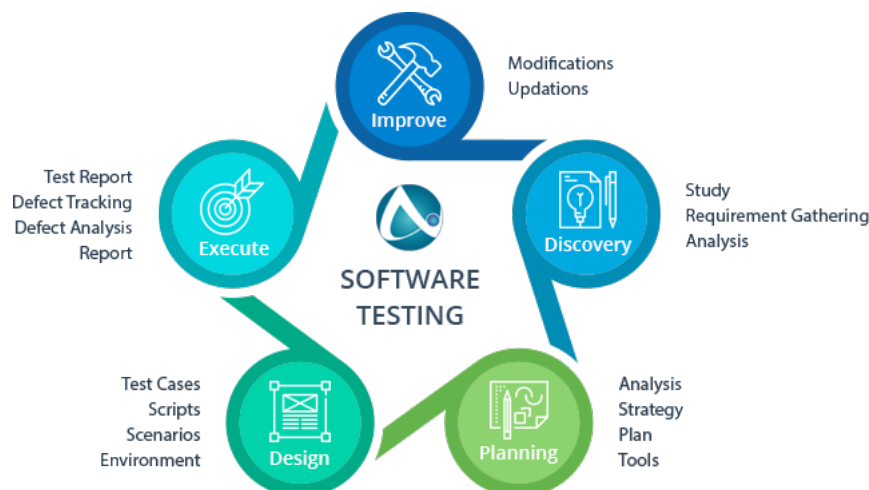 Improve
Modifications
Updations
Discovery
Study
Requirement Gathering
Analysis
Planning
Analysis
Strategy
Plan
Tools
Design
Test Cases
Scripts
Scenarios
Environment
Execute
Test Report
Defect Tracking
Defect Analysis
Report
SOFTWARE
TESTING